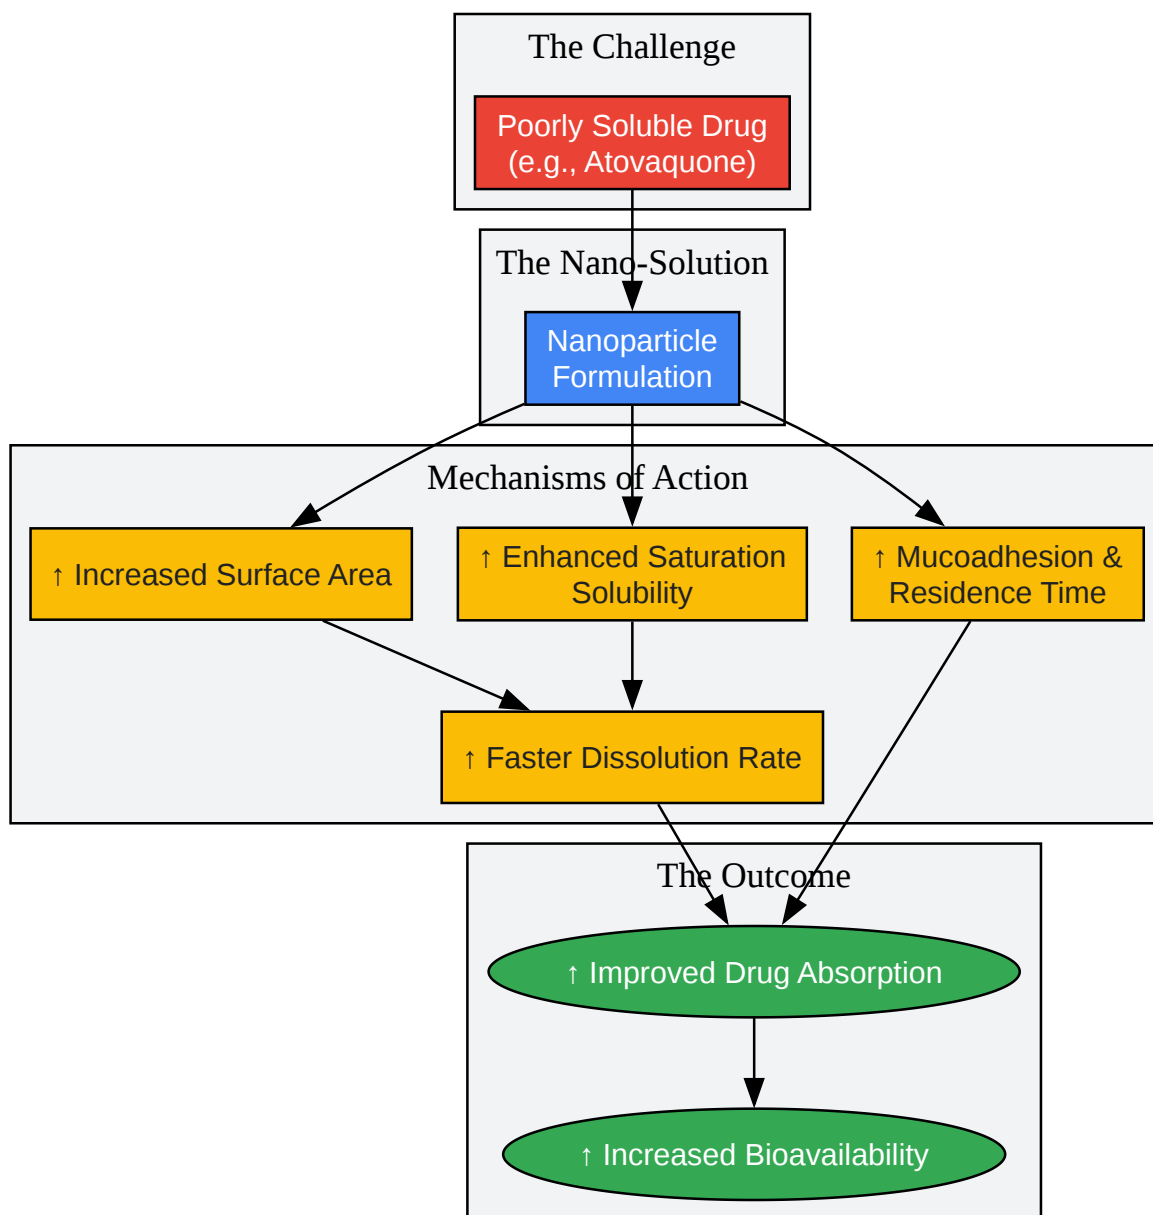 The Challenge
Poorly Soluble Drug
(e.g., Atovaquone)
The Nano-Solution
Nanoparticle
Formulation
Mechanisms of Action
↑ Increased Surface Area
↑ Enhanced Saturation
Solubility
↑ Mucoadhesion &
Residence Time
↑ Faster Dissolution Rate
The Outcome
↑ Improved Drug Absorption
↑ Increased Bioavailability